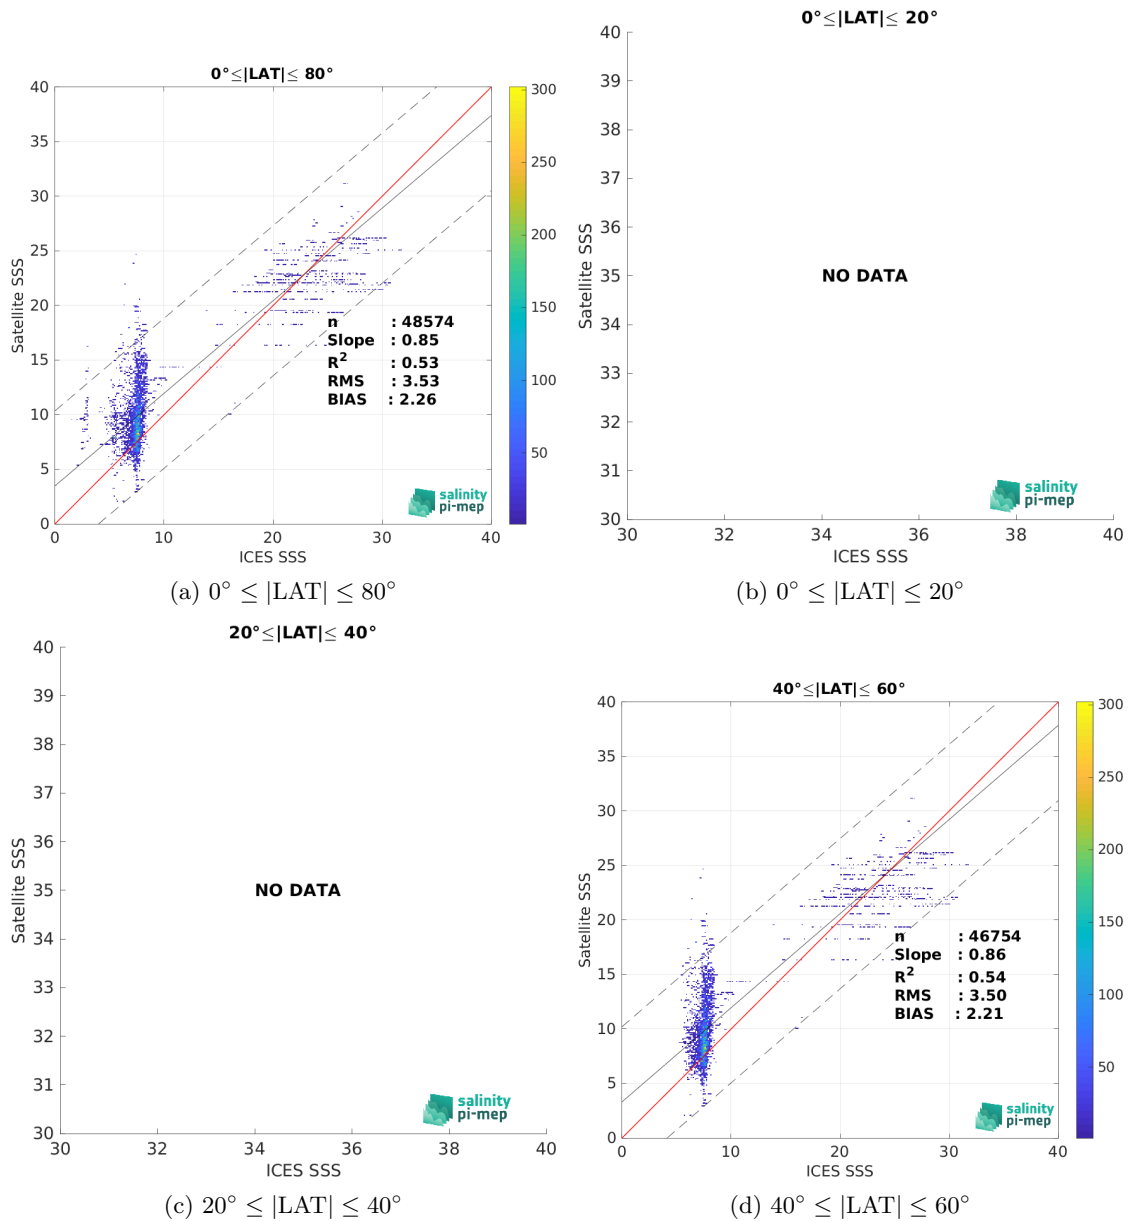 0°≤|LAT|≤ 80°
40
35
30
25
20
15
10
5
0
0
10
20
30
40
Satellite SSS
ICES SSS
n : 48574
Slope : 0.85
R² : 0.53
RMS : 3.53
BIAS : 2.26
salinity
pi-mep
300
250
200
150
100
50
(a) 0° ≤ |LAT| ≤ 80°
0°≤|LAT|≤ 20°
40
39
38
37
36
35
34
33
32
31
30
30
32
34
36
38
40
Satellite SSS
ICES SSS
NO DATA
salinity
pi-mep
(b) 0° ≤ |LAT| ≤ 20°
20°≤|LAT|≤ 40°
40
39
38
37
36
35
34
33
32
31
30
30
32
34
36
38
40
Satellite SSS
ICES SSS
NO DATA
salinity
pi-mep
(c) 20° ≤ |LAT| ≤ 40°
40°≤|LAT|≤ 60°
40
35
30
25
20
15
10
5
0
0
10
20
30
40
Satellite SSS
ICES SSS
n : 46754
Slope : 0.86
R² : 0.54
RMS : 3.50
BIAS : 2.21
salinity
pi-mep
300
250
200
150
100
50
(d) 40° ≤ |LAT| ≤ 60°